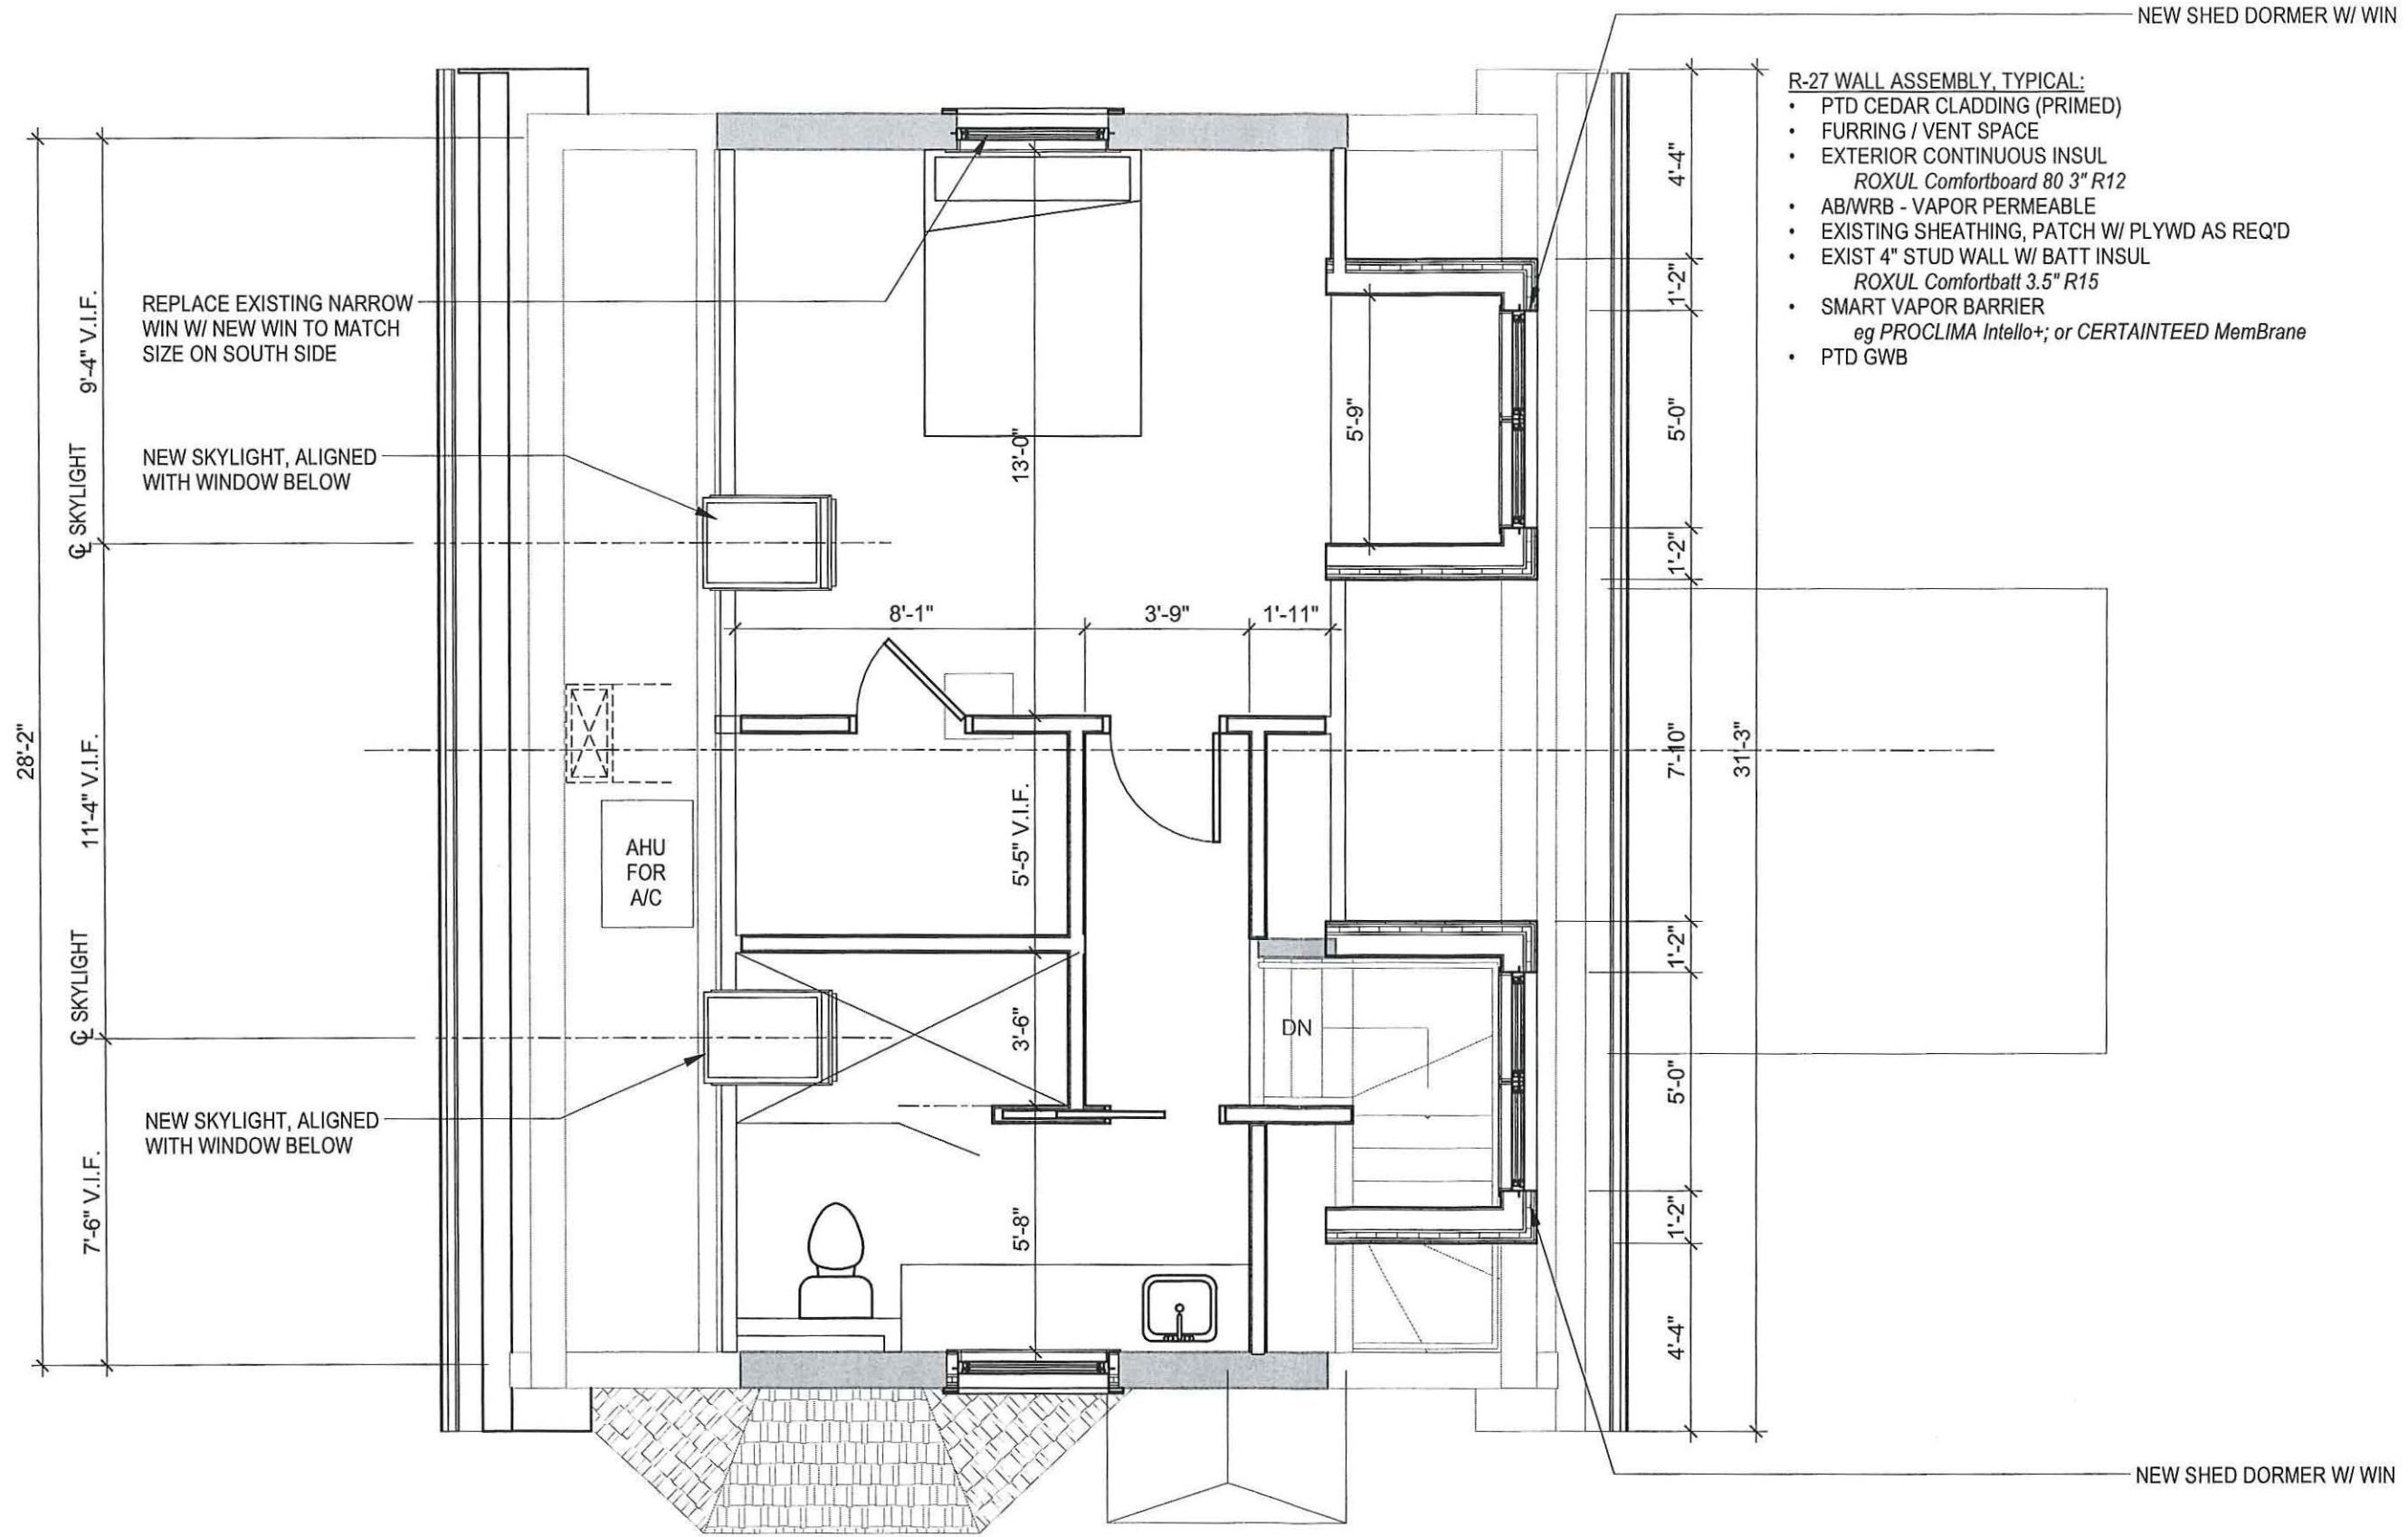 NEW SHED DORMER W/ WIN
R-27 WALL ASSEMBLY, TYPICAL:
• PTD CEDAR CLADDING (PRIMED)
• FURRING / VENT SPACE
• EXTERIOR CONTINUOUS INSUL
ROXUL Comfortboard 80 3" R12
• AB/WRB - VAPOR PERMEABLE
• EXISTING SHEATHING, PATCH W/ PLYWD AS REQ'D
• EXIST 4" STUD WALL W/ BATT INSUL
ROXUL Comfortbatt 3.5" R15
• SMART VAPOR BARRIER
eg PROCLIMA Intello+; or CERTAINTEED MemBrane
• PTD GWB
REPLACE EXISTING NARROW
WIN W/ NEW WIN TO MATCH
SIZE ON SOUTH SIDE
NEW SKYLIGHT, ALIGNED
WITH WINDOW BELOW
NEW SKYLIGHT, ALIGNED
WITH WINDOW BELOW
28'-2"
9'-4" V.I.F.
℄ SKYLIGHT
11'-4" V.I.F.
℄ SKYLIGHT
7'-6" V.I.F.
AHU
FOR
A/C
13'-0"
5'-9"
8'-1"
3'-9"
1'-11"
5'-5" V.I.F.
3'-6"
5'-8"
DN
4'-4"
1'-2"
5'-0"
1'-2"
7'-10"
1'-2"
5'-0"
1'-2"
4'-4"
31'-3"
NEW SHED DORMER W/ WIN